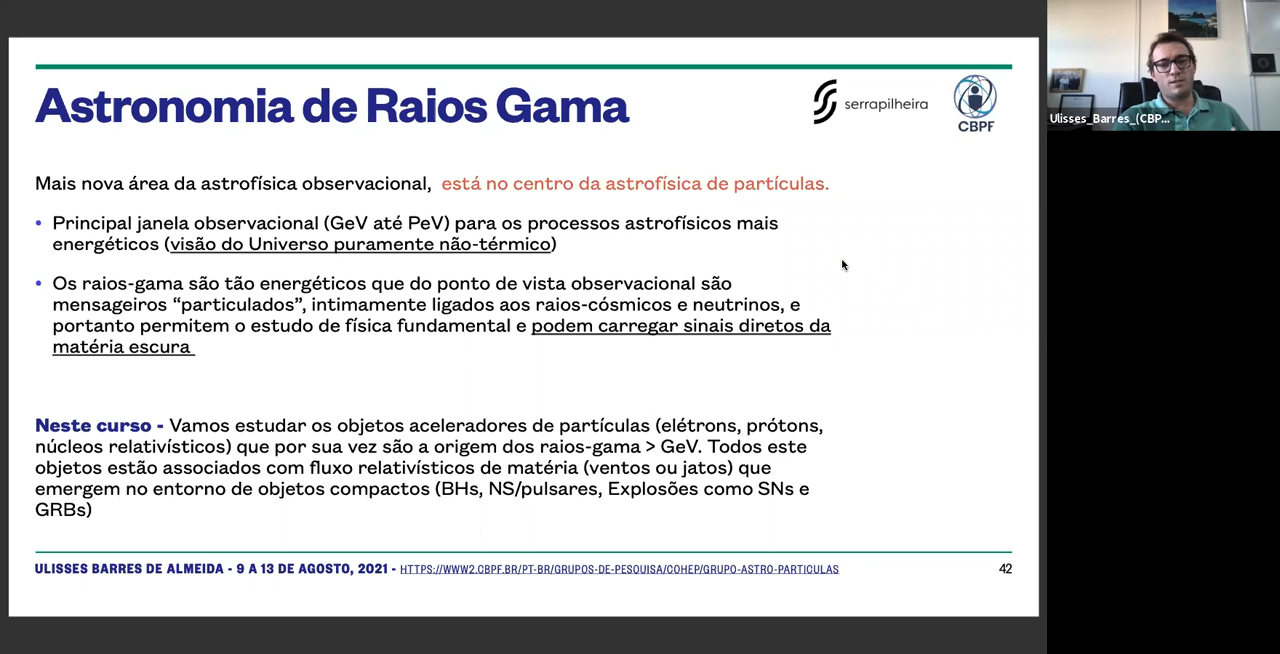 Astronomia de Raios Gama
serrapilheira
CBPF
Ulisses_Barres_(CBP...
Mais nova área da astrofísica observacional, está no centro da astrofísica de partículas.
• Principal janela observacional (GeV até PeV) para os processos astrofísicos mais
energéticos (visão do Universo puramente não-térmico)
• Os raios-gama são tão energéticos que do ponto de vista observacional são
mensageiros “particulados”, intimamente ligados aos raios-cósmicos e neutrinos, e
portanto permitem o estudo de física fundamental e podem carregar sinais diretos da
matéria escura
Neste curso - Vamos estudar os objetos aceleradores de partículas (elétrons, prótons,
núcleos relativísticos) que por sua vez são a origem dos raios-gama > GeV. Todos este
objetos estão associados com fluxo relativísticos de matéria (ventos ou jatos) que
emergem no entorno de objetos compactos (BHs, NS/pulsares, Explosões como SNs e
GRBs)
ULISSES BARRES DE ALMEIDA - 9 A 13 DE AGOSTO, 2021 - HTTPS://WWW2.CBPF.BR/PT-BR/GRUPOS-DE-PESQUISA/COHEP/GRUPO-ASTRO-PARTICULAS
42